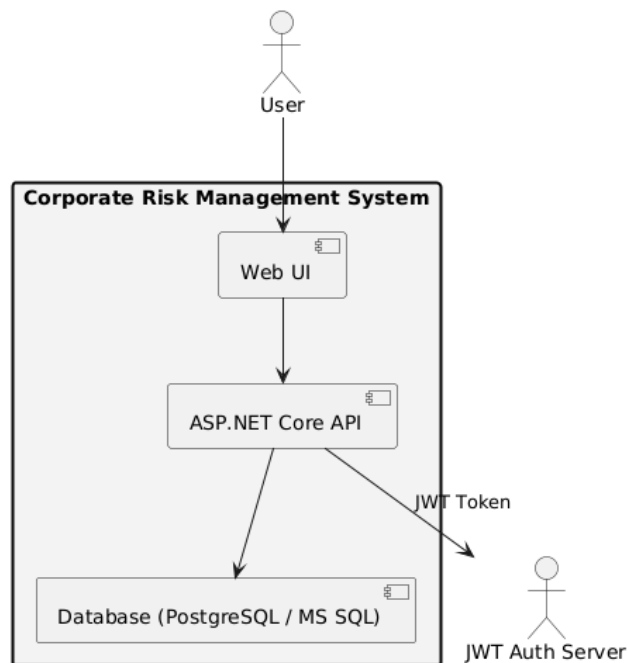 User
Corporate Risk Management System
Web UI
ASP.NET Core API
JWT Token
Database (PostgreSQL / MS SQL)
JWT Auth Server